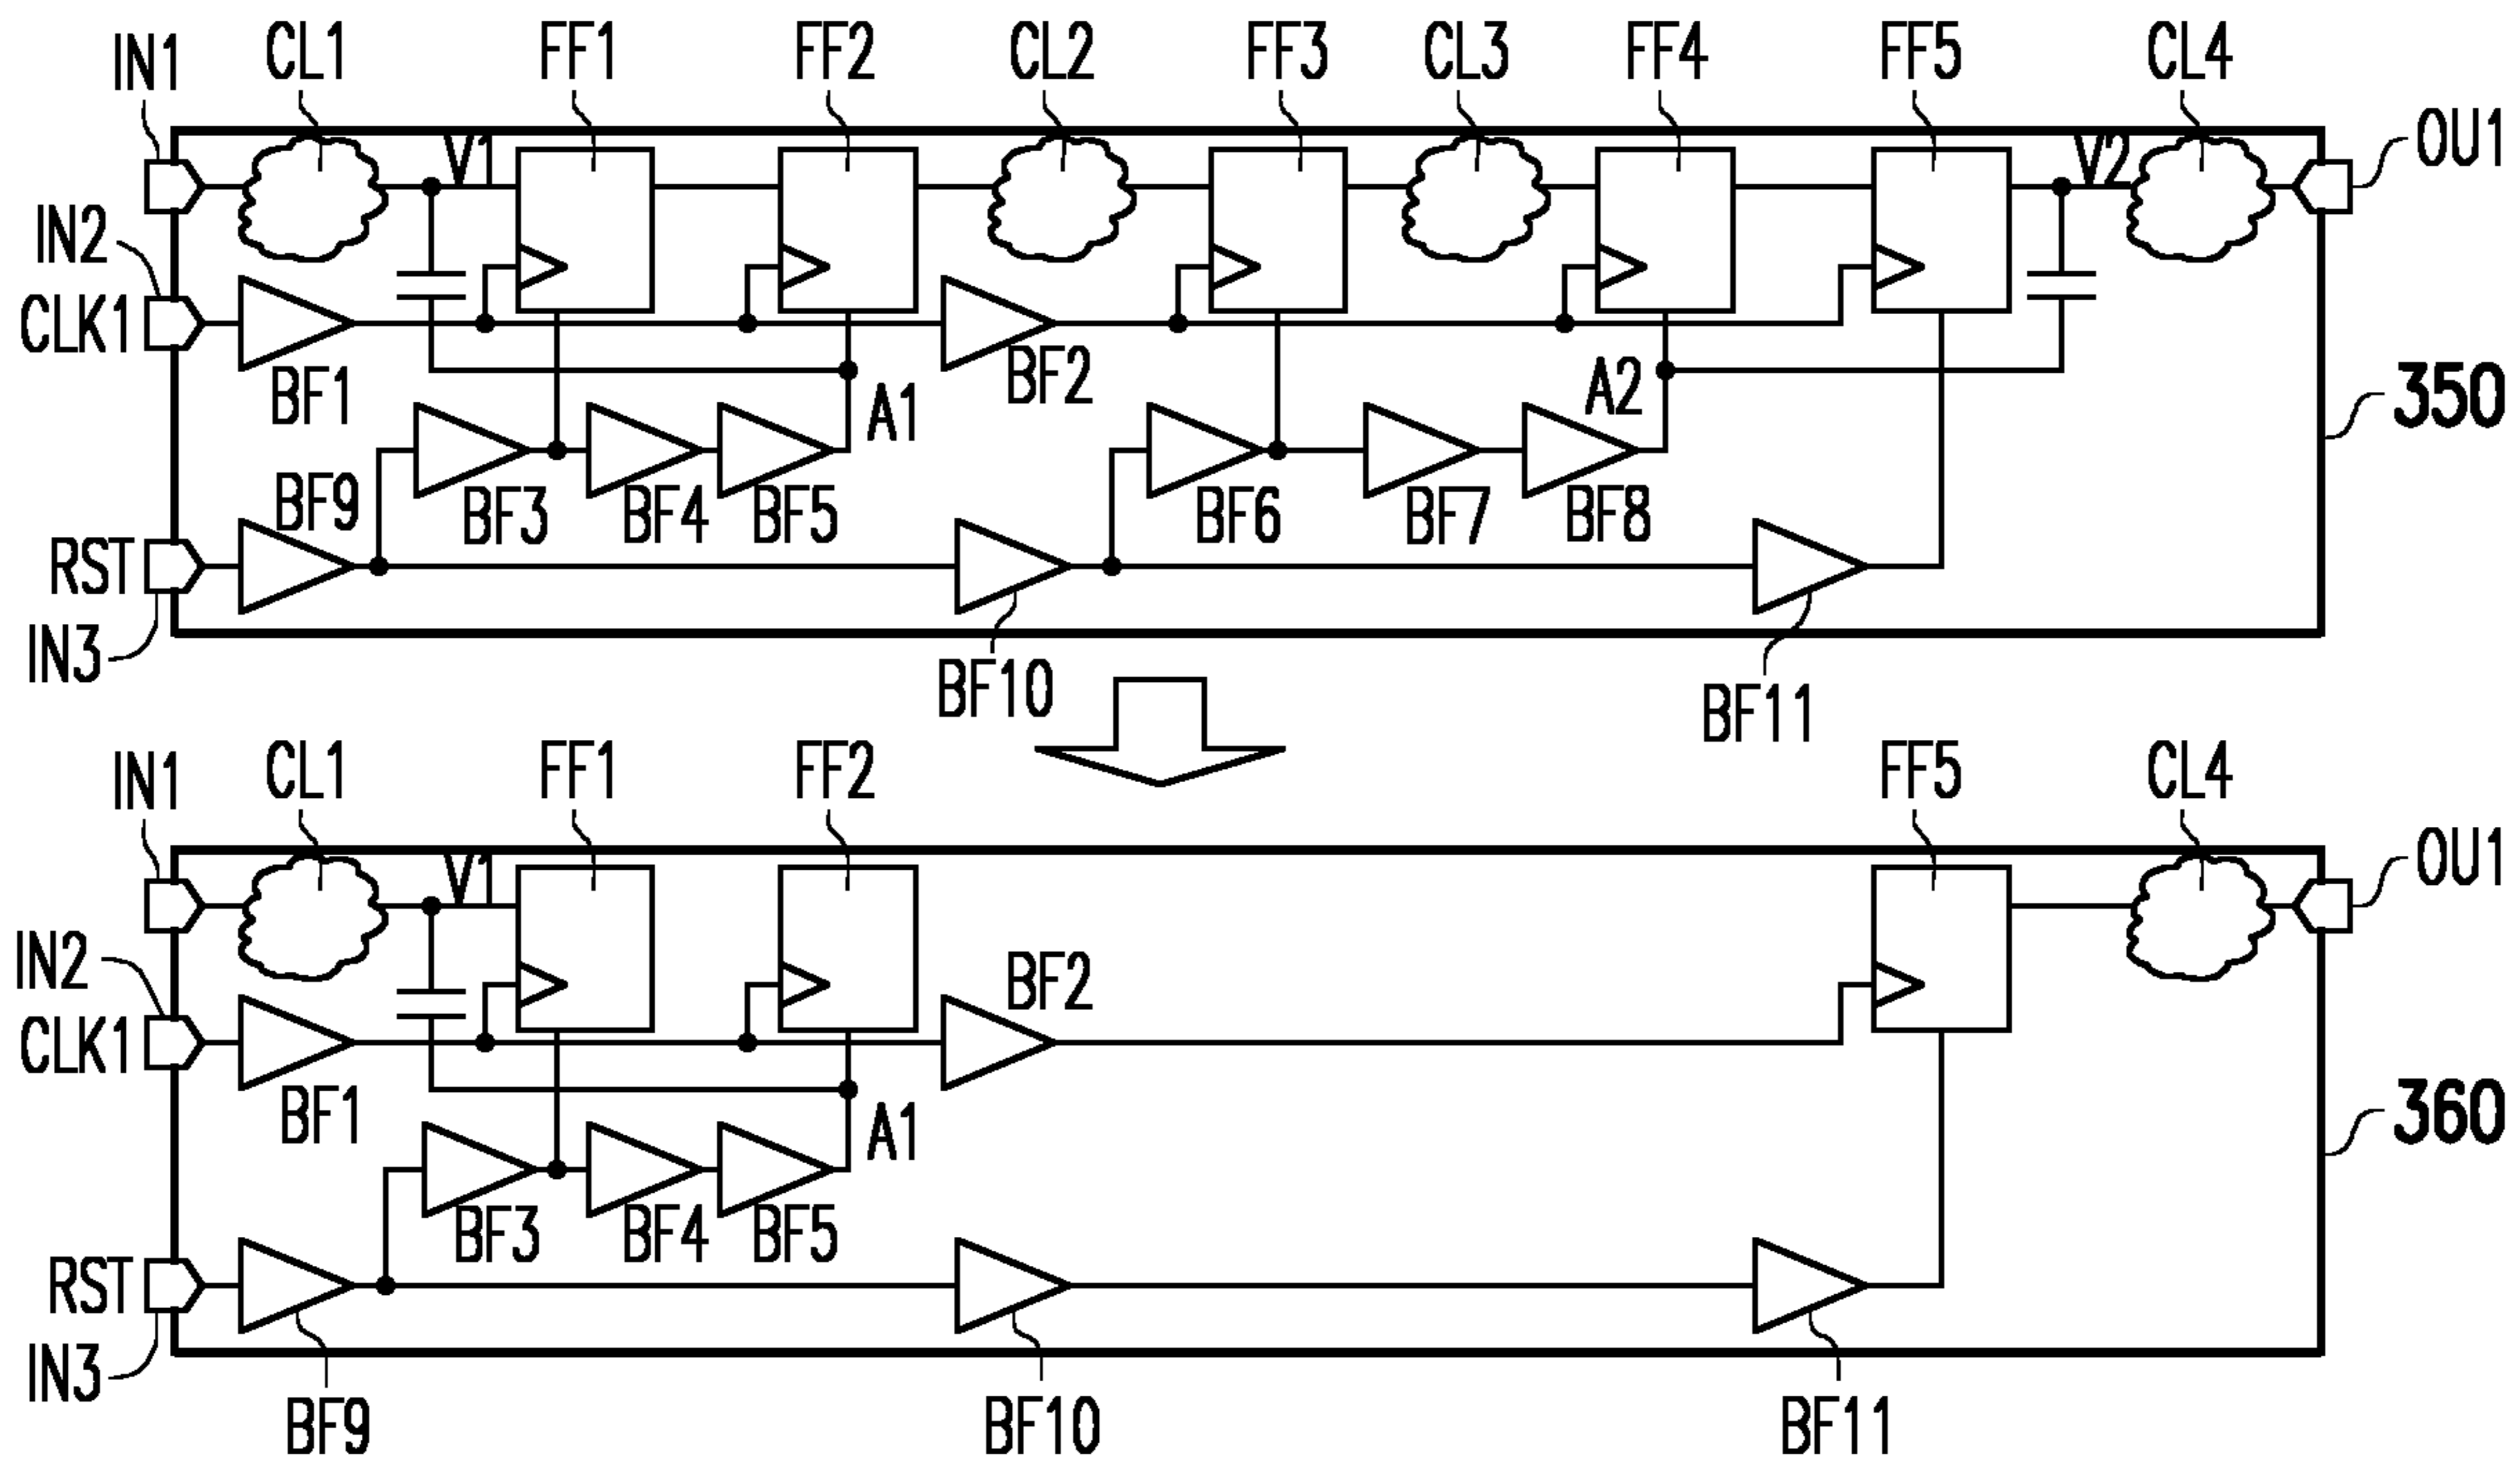 IN1 CL1 FF1 FF2 CL2 FF3 CL3 FF4 FF5 CL4
OU1
V1 V2
IN2
CLK1
BF1 BF2
A1 A2
350
BF9 BF3 BF4 BF5 BF6 BF7 BF8
RST
IN3
BF10 BF11
IN1 CL1 FF1 FF2 FF5 CL4
OU1
V1
IN2 BF2
CLK1
BF1 A1
360
BF3 BF4 BF5
RST
IN3
BF9 BF10 BF11